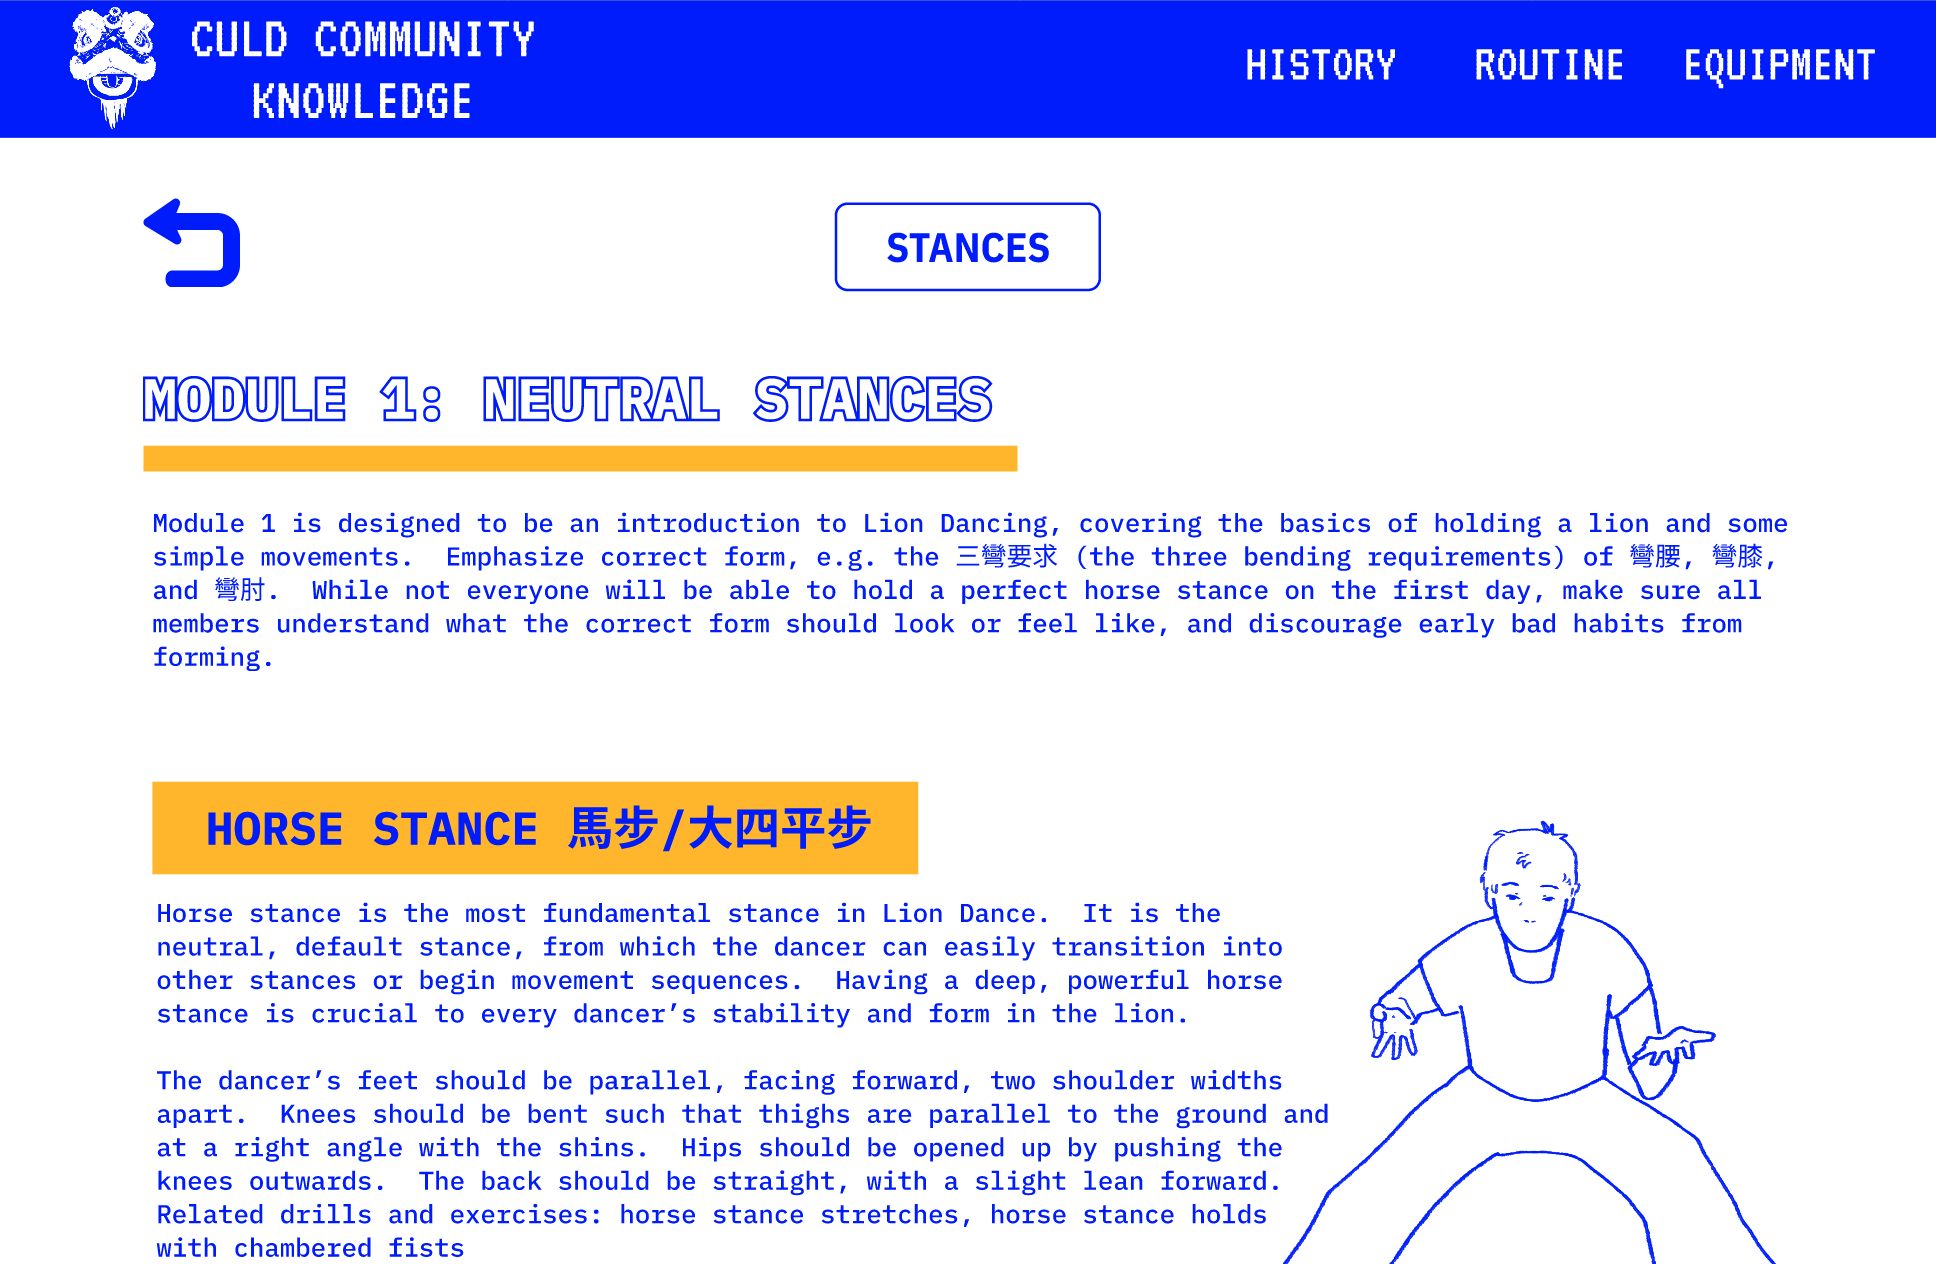 CULD COMMUNITY
KNOWLEDGE
HISTORY ROUTINE EQUIPMENT
STANCES
MODULE 1: NEUTRAL STANCES
Module 1 is designed to be an introduction to Lion Dancing, covering the basics of holding a lion and some
simple movements.  Emphasize correct form, e.g. the 三彎要求 (the three bending requirements) of 彎腰, 彎膝,
and 彎肘.  While not everyone will be able to hold a perfect horse stance on the first day, make sure all
members understand what the correct form should look or feel like, and discourage early bad habits from
forming.
HORSE STANCE 馬步/大四平步
Horse stance is the most fundamental stance in Lion Dance.  It is the
neutral, default stance, from which the dancer can easily transition into
other stances or begin movement sequences.  Having a deep, powerful horse
stance is crucial to every dancer’s stability and form in the lion.
The dancer’s feet should be parallel, facing forward, two shoulder widths
apart.  Knees should be bent such that thighs are parallel to the ground and
at a right angle with the shins.  Hips should be opened up by pushing the
knees outwards.  The back should be straight, with a slight lean forward.
Related drills and exercises: horse stance stretches, horse stance holds
with chambered fists